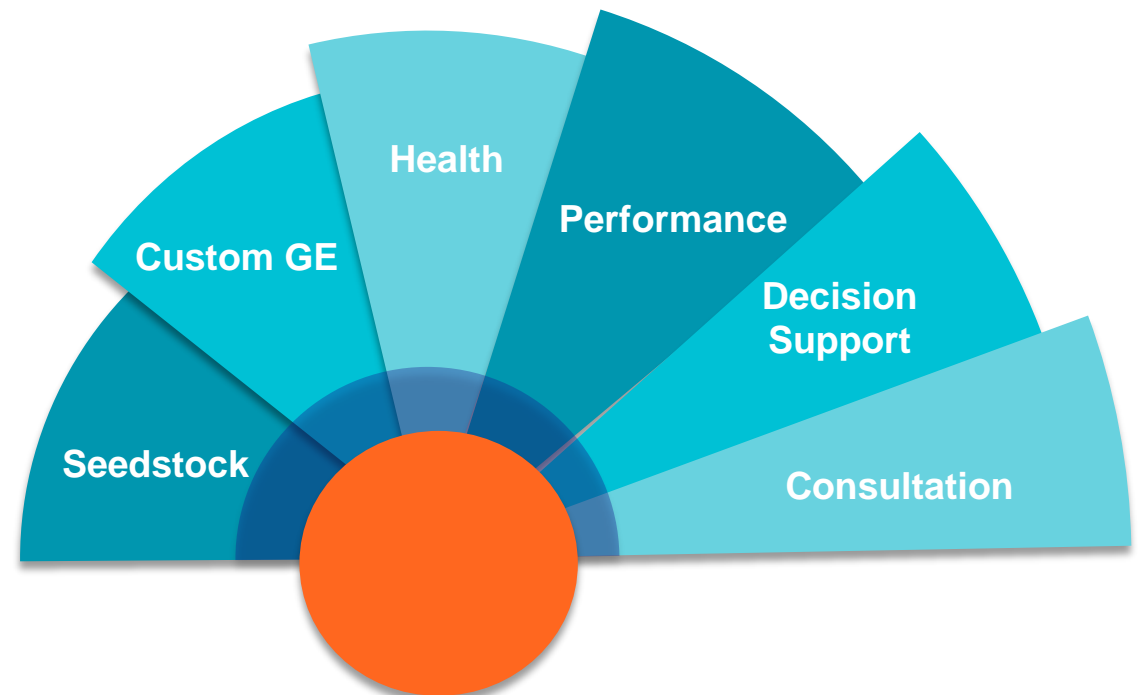 Seedstock
Custom GE
Health
Performance
Decision
Support
Consultation